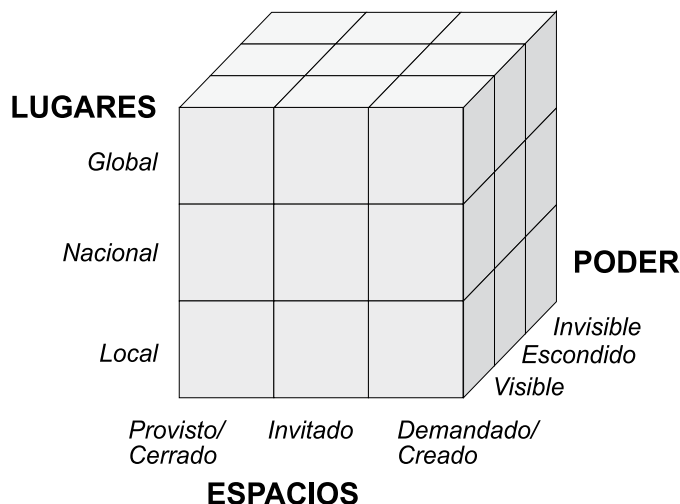 LUGARES
Global
Nacional
Local
PODER
Invisible
Escondido
Visible
Provisto/
Cerrado
Invitado
Demandado/
Creado
ESPACIOS